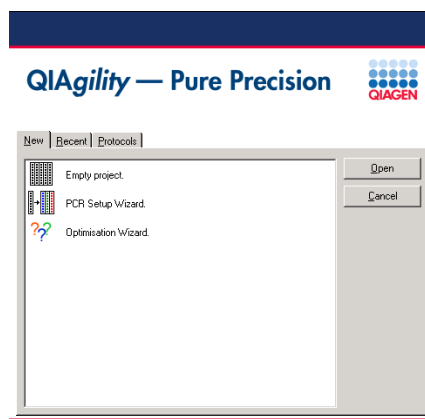 QIAgility — Pure Precision
QIAGEN
New Recent Protocols
Empty project.
PCR Setup Wizard.
Optimisation Wizard.
Open
Cancel